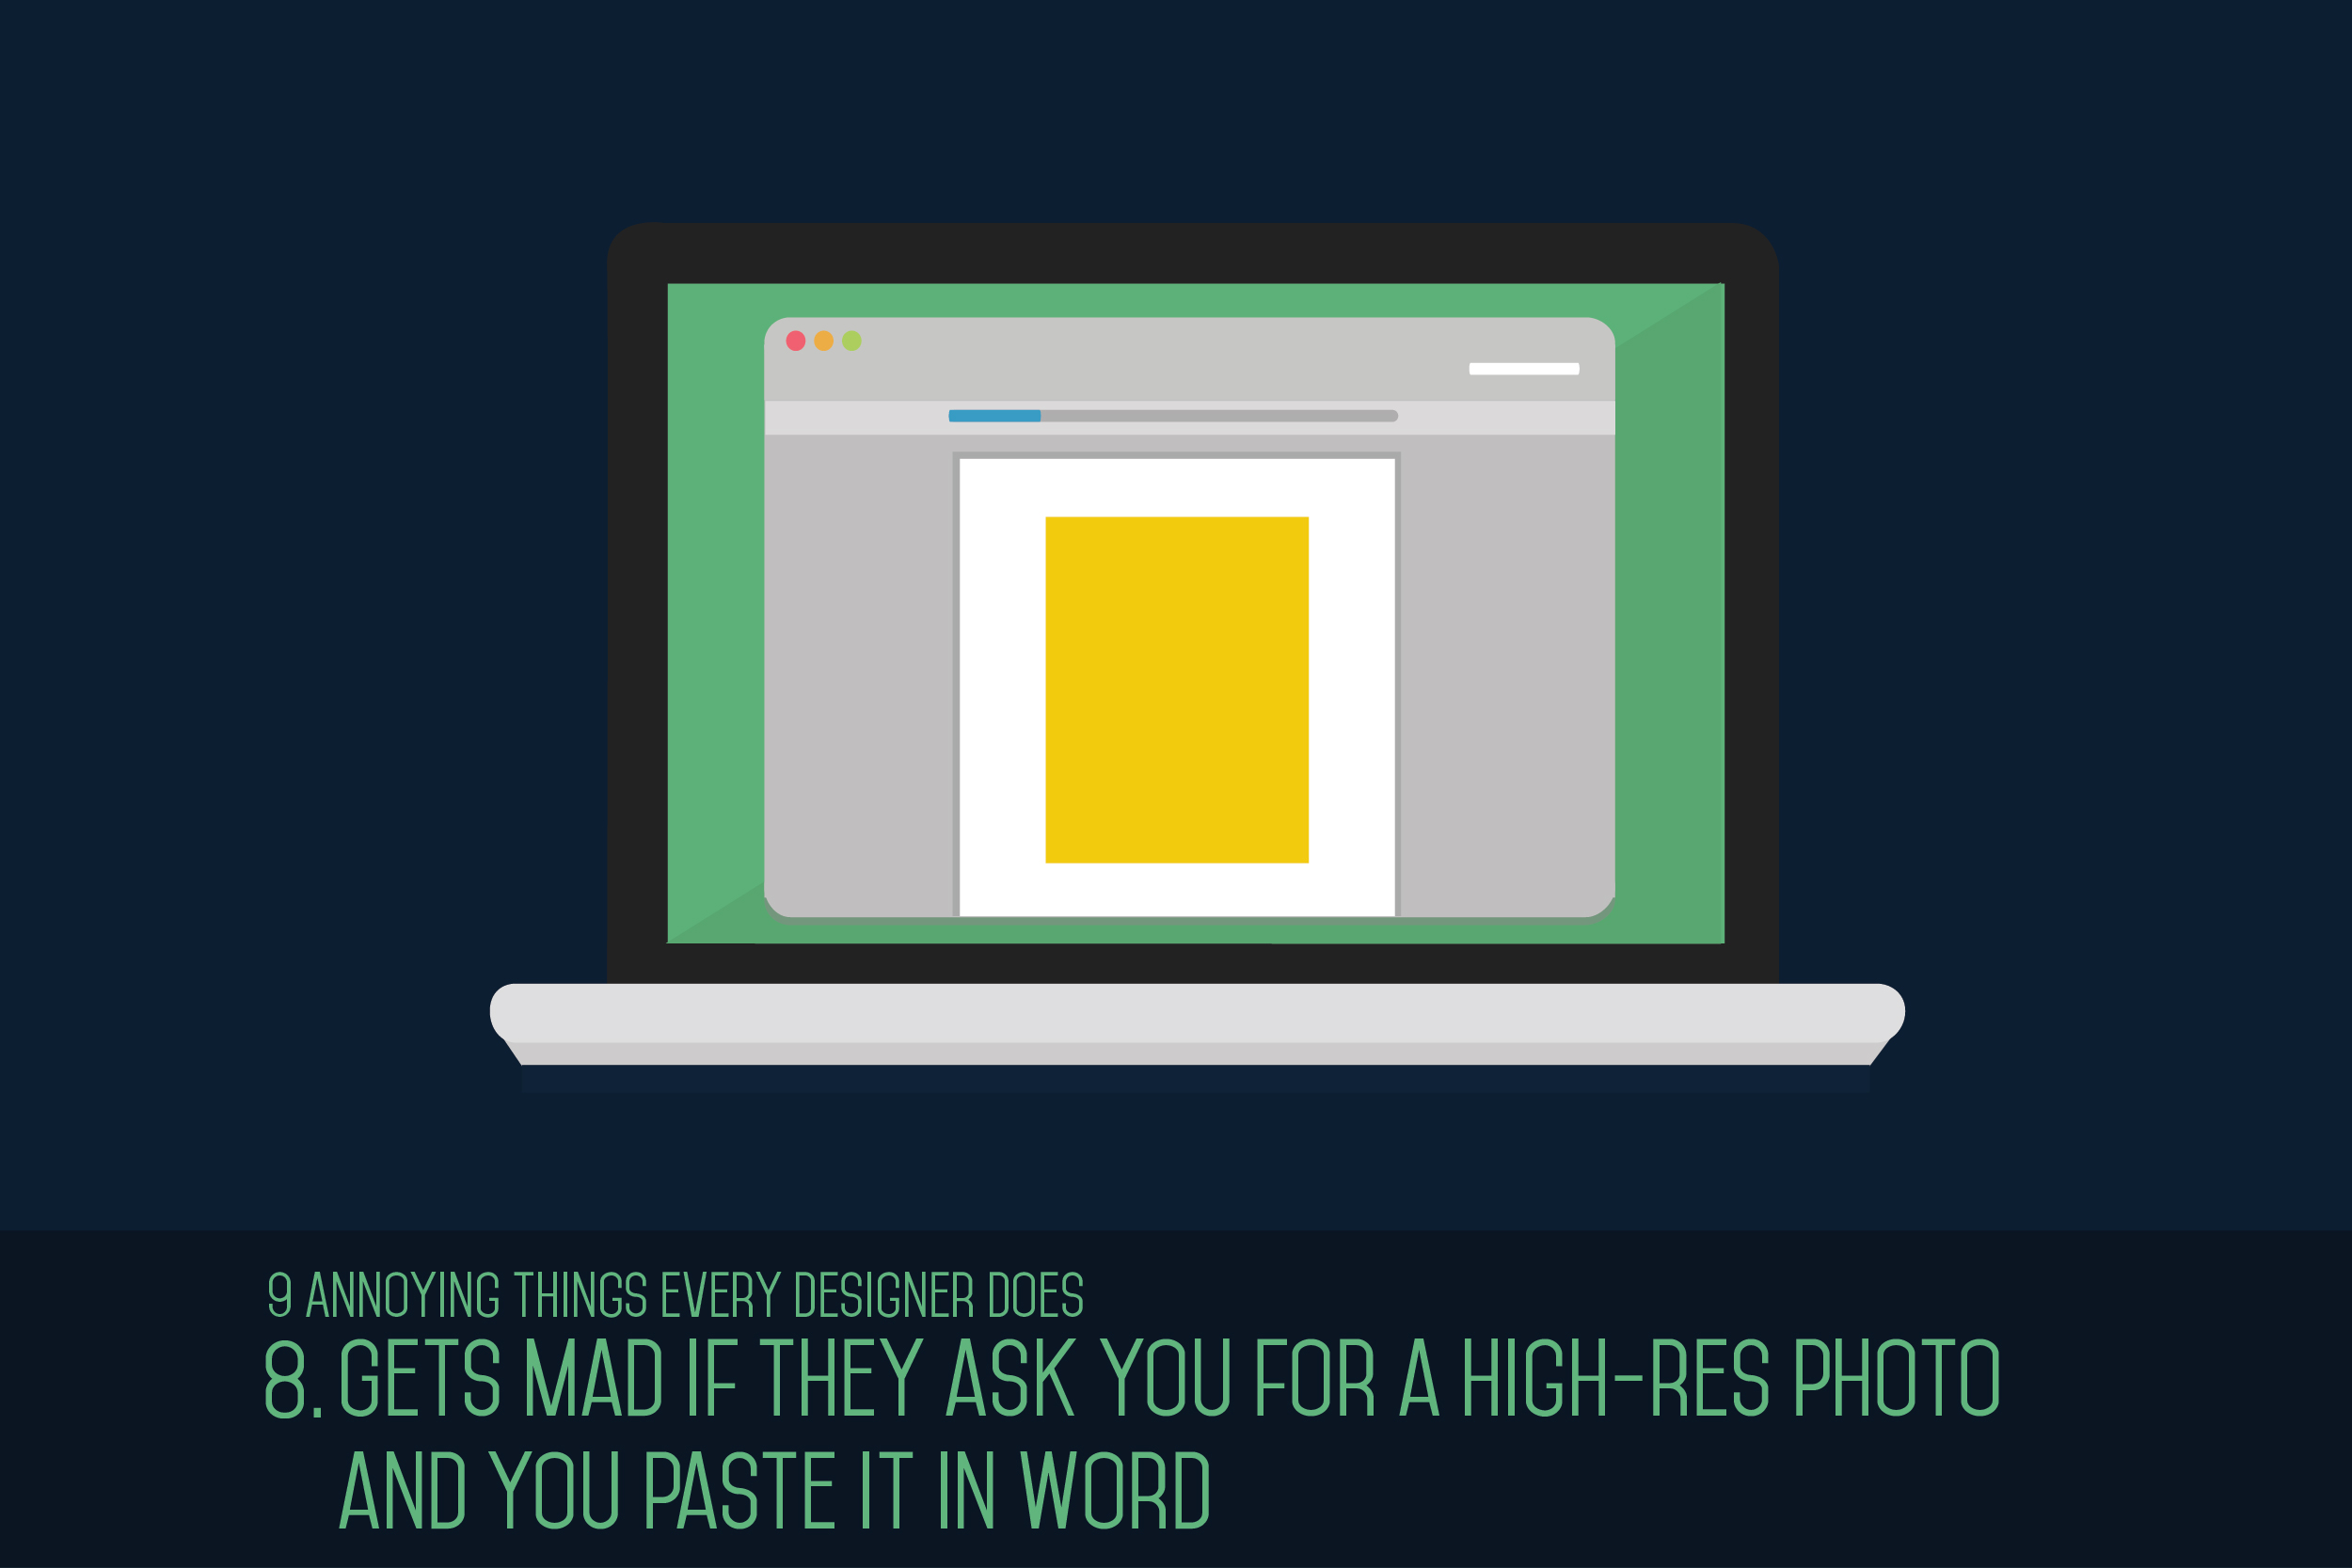 9 ANNOYING THINGS EVERY DESIGNER DOES
8. GETS MAD IF THEY ASK YOU FOR A HIGH-RES PHOTO
AND YOU PASTE IT IN WORD